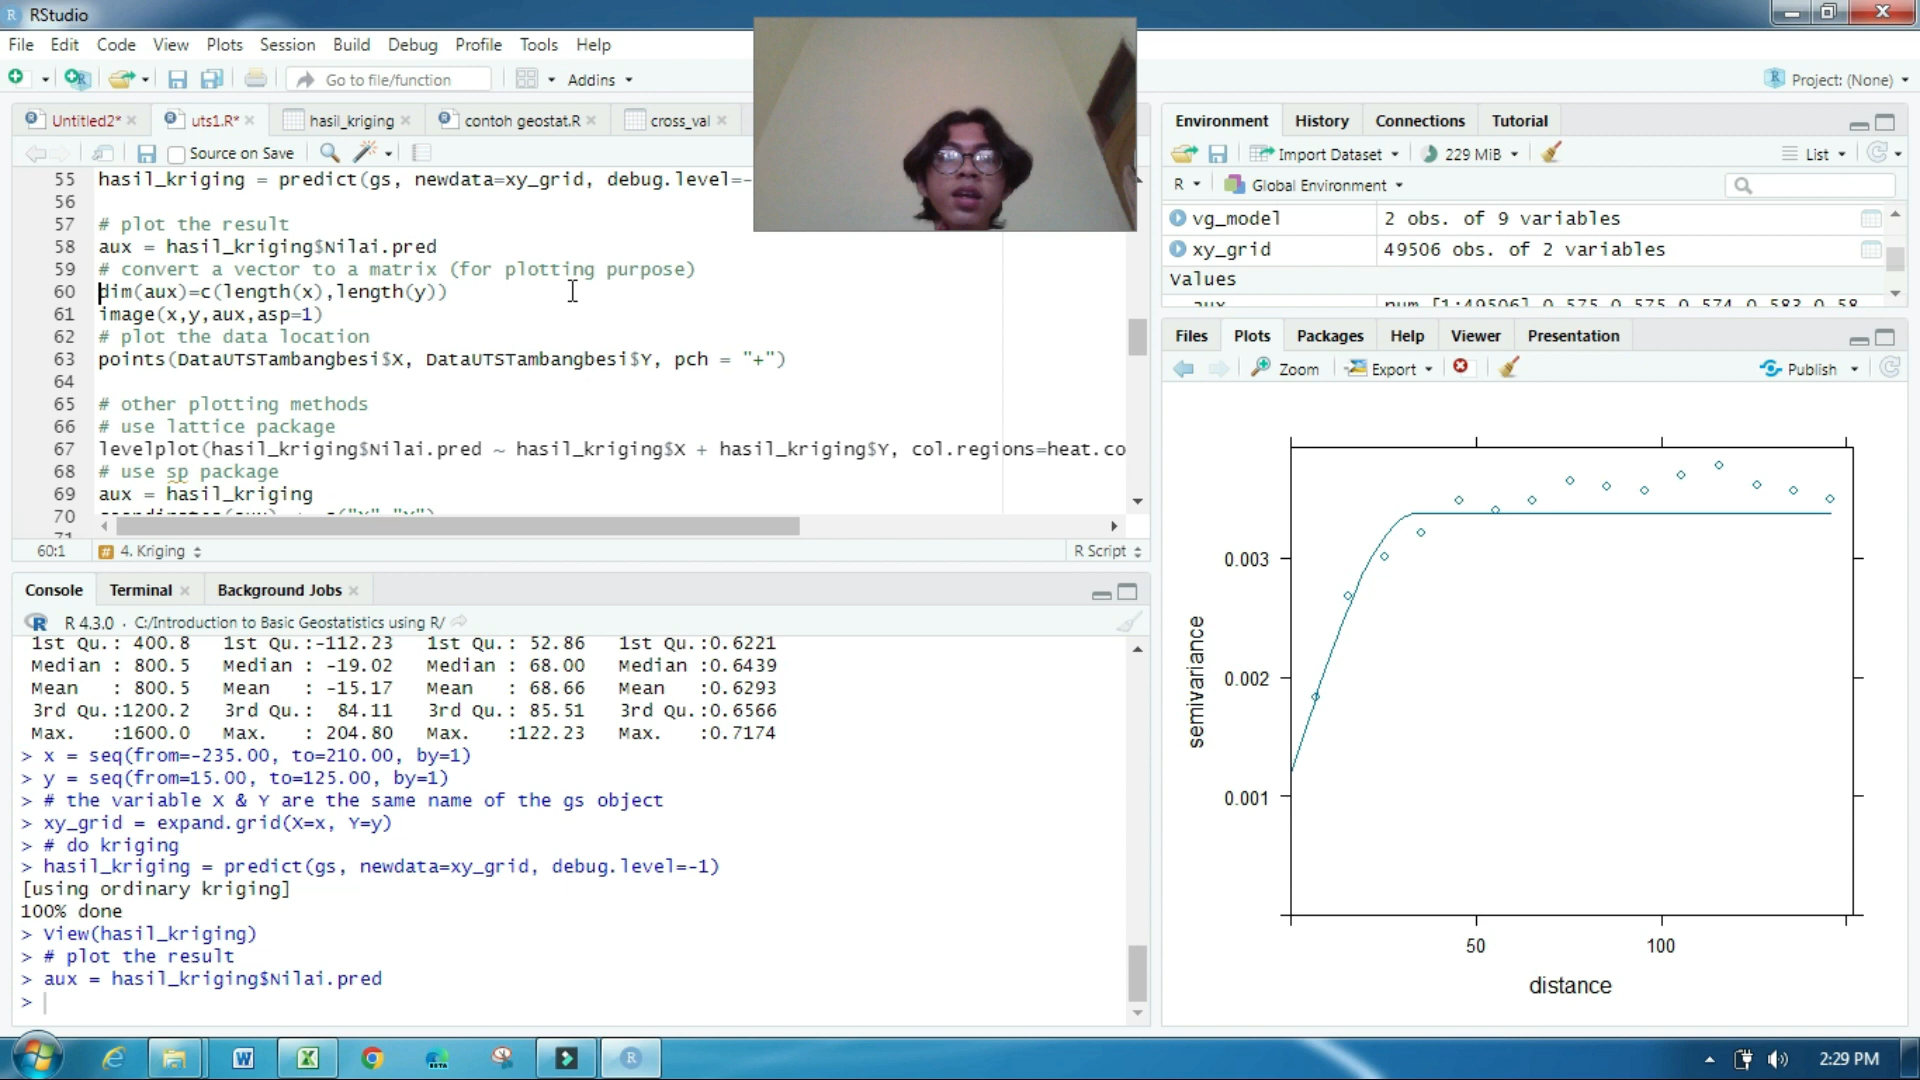 RStudio
File Edit Code View Plots Session Build Debug Profile Tools Help
Go to file/function Addins Project: (None)
Untitled2* uts1.R* hasil_kriging contoh geostat.R cross_val
Source on Save
55 hasil_kriging = predict(gs, newdata=xy_grid, debug.level=-
56
57 # plot the result
58 aux = hasil_kriging$Nilai.pred
59 # convert a vector to a matrix (for plotting purpose)
60 dim(aux)=c(length(x),length(y))
61 image(x,y,aux,asp=1)
62 # plot the data location
63 points(DataUTSTambangbesi$X, DataUTSTambangbesi$Y, pch = "+")
64
65 # other plotting methods
66 # use lattice package
67 levelplot(hasil_kriging$Nilai.pred ~ hasil_kriging$X + hasil_kriging$Y, col.regions=heat.co
68 # use sp package
69 aux = hasil_kriging
70
71
60:1 # 4. Kriging R Script
Console Terminal Background Jobs
R 4.3.0 · C:/Introduction to Basic Geostatistics using R/
1st Qu.: 400.8 1st Qu.:-112.23 1st Qu.: 52.86 1st Qu.:0.6221
Median : 800.5 Median : -19.02 Median : 68.00 Median :0.6439
Mean : 800.5 Mean : -15.17 Mean : 68.66 Mean :0.6293
3rd Qu.:1200.2 3rd Qu.: 84.11 3rd Qu.: 85.51 3rd Qu.:0.6566
Max. :1600.0 Max. : 204.80 Max. :122.23 Max. :0.7174
> x = seq(from=-235.00, to=210.00, by=1)
> y = seq(from=15.00, to=125.00, by=1)
> # the variable X & Y are the same name of the gs object
> xy_grid = expand.grid(X=x, Y=y)
> # do kriging
> hasil_kriging = predict(gs, newdata=xy_grid, debug.level=-1)
[using ordinary kriging]
100% done
> View(hasil_kriging)
> # plot the result
> aux = hasil_kriging$Nilai.pred
>
Environment History Connections Tutorial
Import Dataset 229 MiB List
R Global Environment
vg_model 2 obs. of 9 variables
xy_grid 49506 obs. of 2 variables
Values
aux num [1:49506] 0.575 0.575 0.574 0.583 0.58
Files Plots Packages Help Viewer Presentation
Zoom Export Publish
0.003
0.002
0.001
semivariance
50 100
distance
2:29 PM